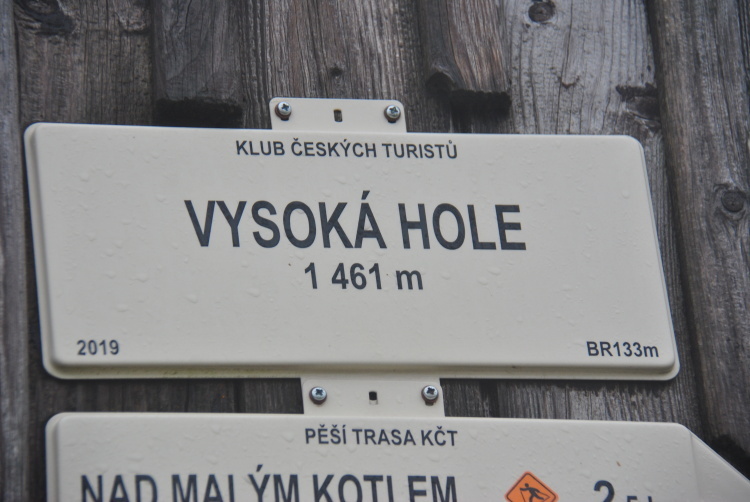 KLUB ČESKÝCH TURISTŮ
VYSOKÁ HOLE
1 461 m
2019 BR133m
PĚŠÍ TRASA KČT
NAD MALÝM KOTLEM